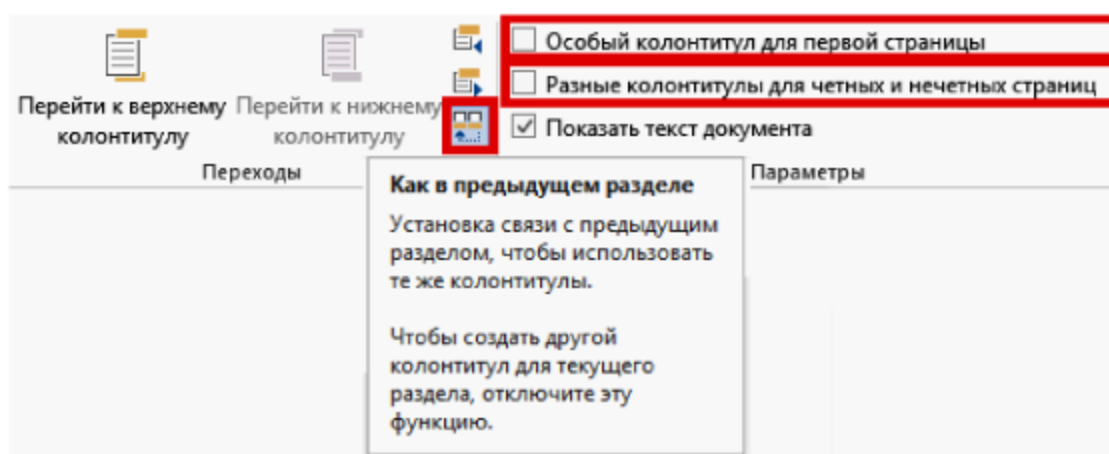 Перейти к верхнему
колонтитулу
Перейти к нижнему
колонтитулу
Переходы
Особый колонтитул для первой страницы
Разные колонтитулы для четных и нечетных страниц
Показать текст документа
Параметры
Как в предыдущем разделе
Установка связи с предыдущим
разделом, чтобы использовать
те же колонтитулы.
Чтобы создать другой
колонтитул для текущего
раздела, отключите эту
функцию.